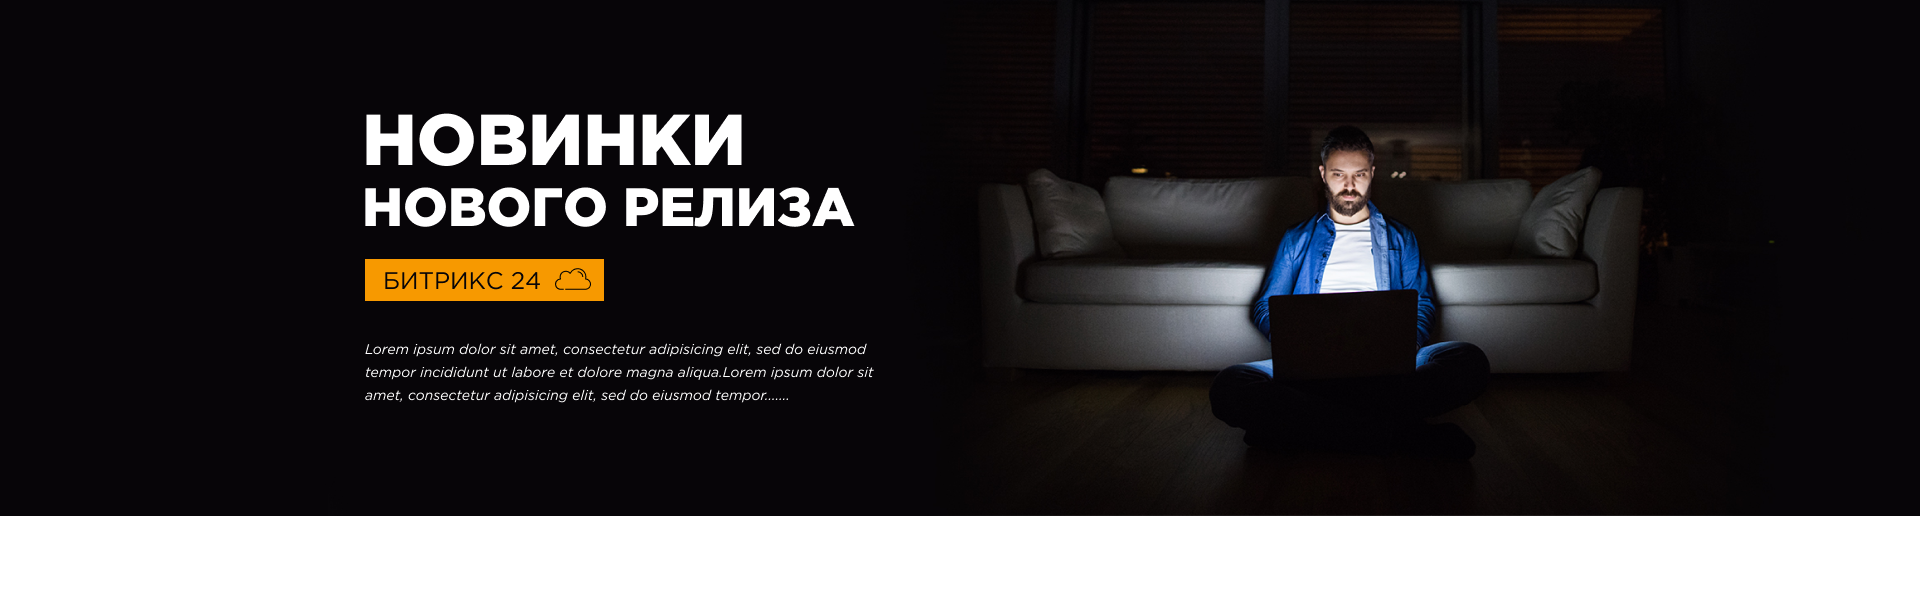 НОВИНКИ
НОВОГО РЕЛИЗА
БИТРИКС 24
Lorem ipsum dolor sit amet, consectetur adipisicing elit, sed do eiusmod
tempor incididunt ut labore et dolore magna aliqua.Lorem ipsum dolor sit
amet, consectetur adipisicing elit, sed do eiusmod tempor.......